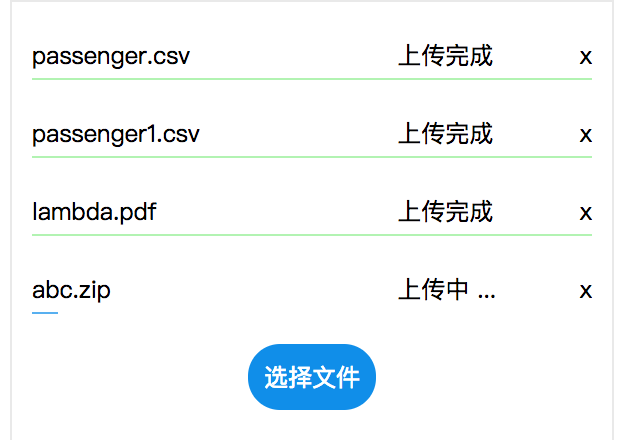 passenger.csv 上传完成 x
passenger1.csv 上传完成 x
lambda.pdf 上传完成 x
abc.zip 上传中 ... x
选择文件